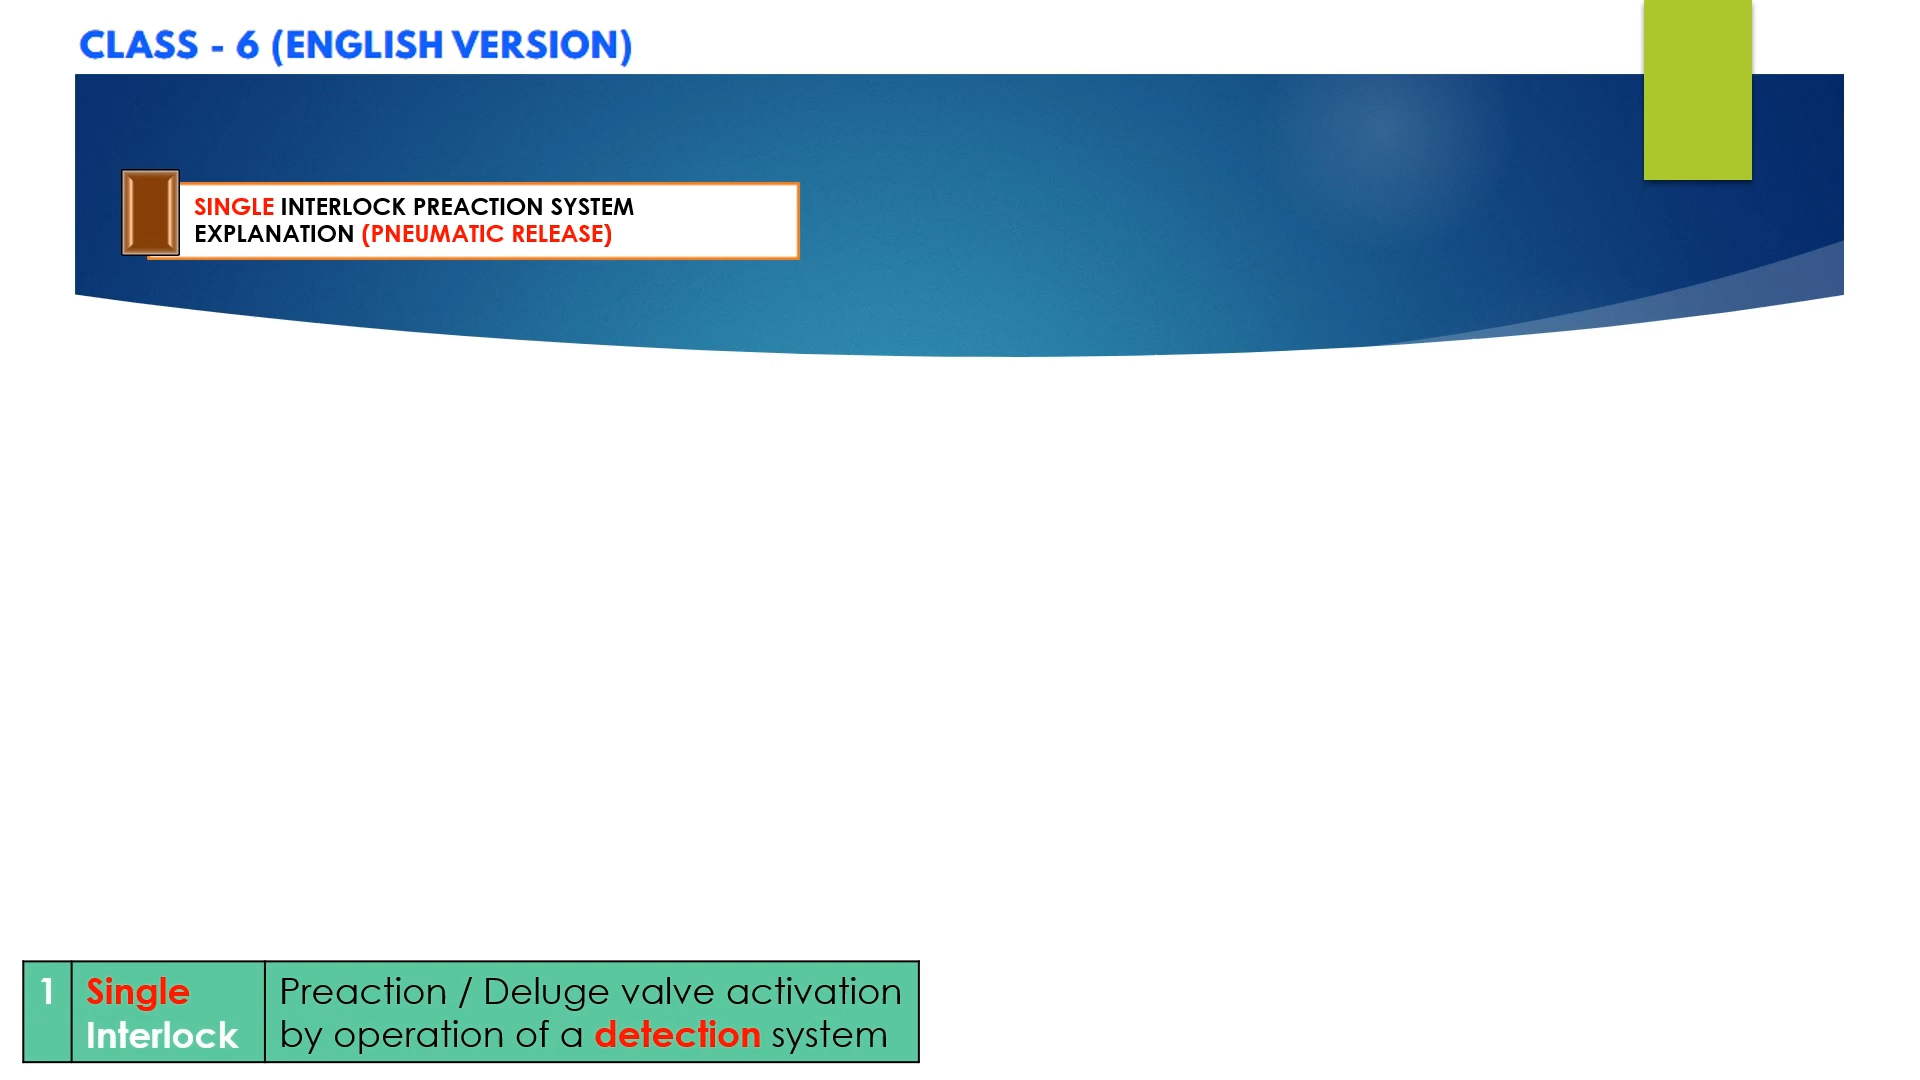 CLASS - 6 (ENGLISH VERSION)
SINGLE INTERLOCK PREACTION SYSTEM
EXPLANATION (PNEUMATIC RELEASE)
1 Single Preaction / Deluge valve activation
Interlock by operation of a detection system